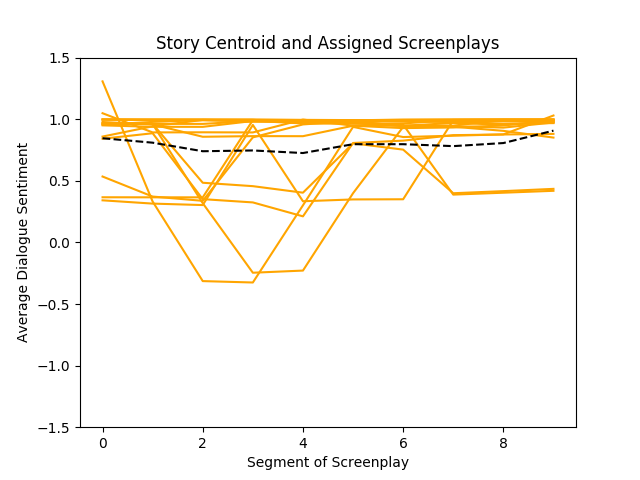 Story Centroid and Assigned Screenplays
1.5
1.0
0.5
0.0
−0.5
−1.0
−1.5
Average Dialogue Sentiment
0 2 4 6 8
Segment of Screenplay